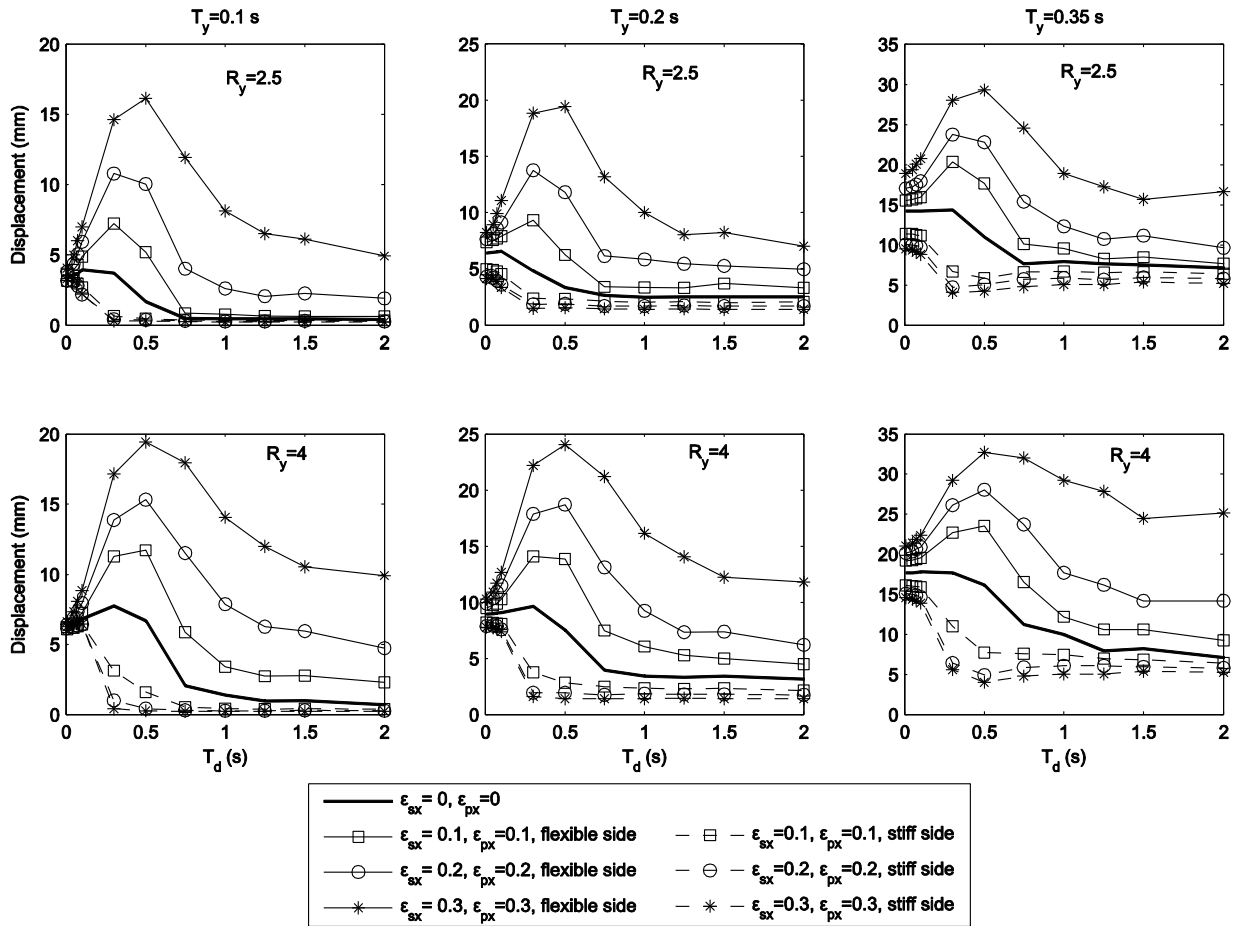 T_y=0.1 s
T_y=0.2 s
T_y=0.35 s
20
15
10
5
0
Displacement (mm)
R_y=2.5
0 0.5 1 1.5 2
25
20
15
10
5
0
R_y=2.5
0 0.5 1 1.5 2
35
30
25
20
15
10
5
0
R_y=2.5
0 0.5 1 1.5 2
20
15
10
5
0
Displacement (mm)
R_y=4
0 0.5 1 1.5 2
T_d (s)
25
20
15
10
5
0
R_y=4
0 0.5 1 1.5 2
T_d (s)
35
30
25
20
15
10
5
0
R_y=4
0 0.5 1 1.5 2
T_d (s)
ε_sx= 0, ε_px=0
ε_sx= 0.1, ε_px=0.1, flexible side
ε_sx= 0.2, ε_px=0.2, flexible side
ε_sx= 0.3, ε_px=0.3, flexible side
ε_sx=0.1, ε_px=0.1, stiff side
ε_sx=0.2, ε_px=0.2, stiff side
ε_sx=0.3, ε_px=0.3, stiff side